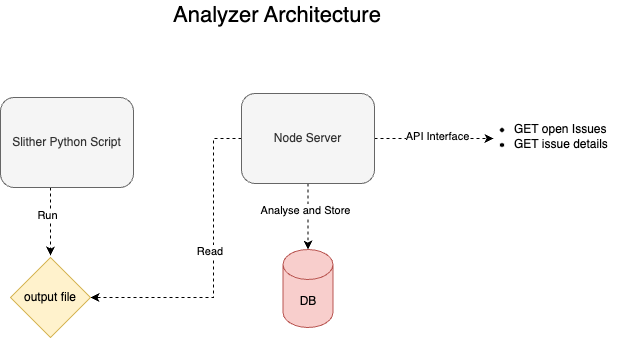 Analyzer Architecture
Slither Python Script
Node Server
API Interface
GET open Issues
GET issue details
Run
Analyse and Store
Read
output file
DB